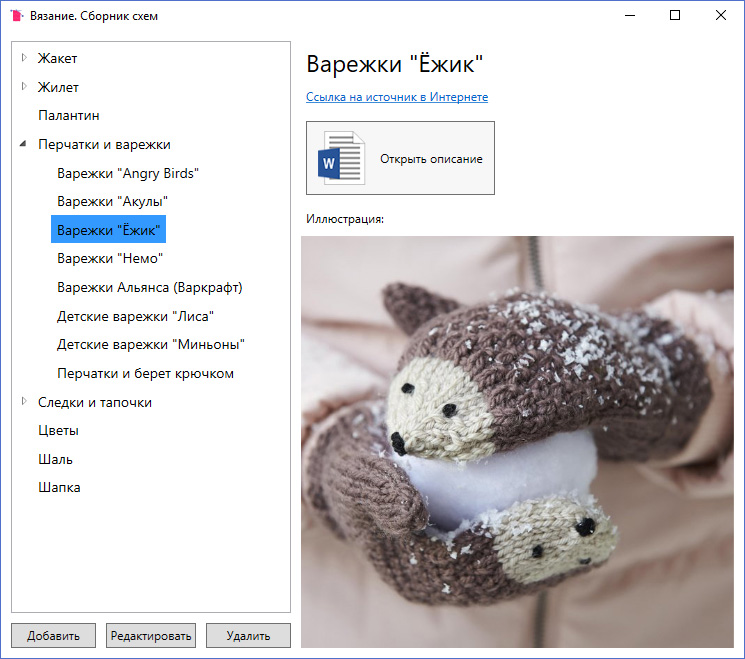 Вязание. Сборник схем
Жакет
Жилет
Палантин
Перчатки и варежки
Варежки "Angry Birds"
Варежки "Акулы"
Варежки "Ёжик"
Варежки "Немо"
Варежки Альянса (Варкрафт)
Детские варежки "Лиса"
Детские варежки "Миньоны"
Перчатки и берет крючком
Следки и тапочки
Цветы
Шаль
Шапка
Добавить
Редактировать
Удалить
Варежки "Ёжик"
Ссылка на источник в Интернете
W
Открыть описание
Иллюстрация: